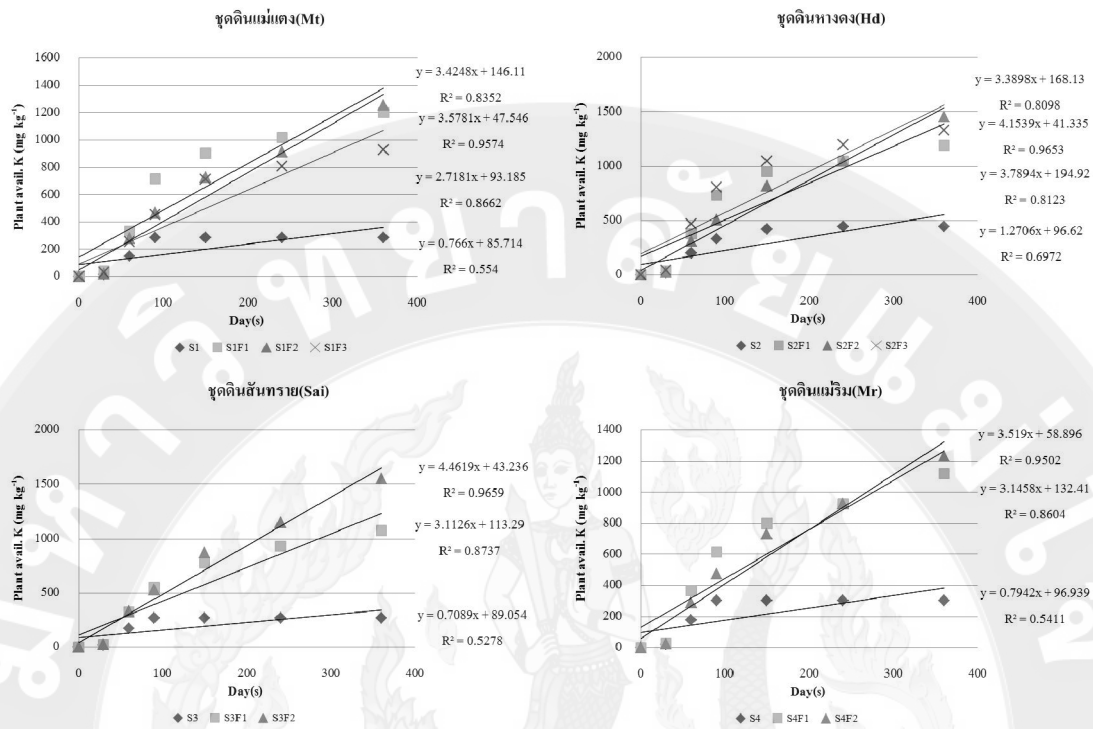 ชุดดินแม่แตง(Mt)
Plant avail. K (mg kg⁻¹)
1600
1400
1200
1000
800
600
400
200
0
0 100 200 300 400
Day(s)
y = 3.4248x + 146.11
R² = 0.8352
y = 3.5781x + 47.546
R² = 0.9574
y = 2.7181x + 93.185
R² = 0.8662
y = 0.766x + 85.714
R² = 0.554
S1 S1F1 S1F2 S1F3
ชุดดินหางดง(Hd)
Plant avail. K (mg kg⁻¹)
2000
1500
1000
500
0
0 100 200 300 400
Day(s)
y = 3.3898x + 168.13
R² = 0.8098
y = 4.1539x + 41.335
R² = 0.9653
y = 3.7894x + 194.92
R² = 0.8123
y = 1.2706x + 96.62
R² = 0.6972
S2 S2F1 S2F2 S2F3
ชุดดินสันทราย(Sai)
Plant avail. K (mg kg⁻¹)
2000
1500
1000
500
0
0 100 200 300 400
Day(s)
y = 4.4619x + 43.236
R² = 0.9659
y = 3.1126x + 113.29
R² = 0.8737
y = 0.7089x + 89.054
R² = 0.5278
S3 S3F1 S3F2
ชุดดินแม่ริม(Mr)
Plant avail. K (mg kg⁻¹)
1400
1200
1000
800
600
400
200
0
0 100 200 300 400
Day(s)
y = 3.519x + 58.896
R² = 0.9502
y = 3.1458x + 132.41
R² = 0.8604
y = 0.7942x + 96.939
R² = 0.5411
S4 S4F1 S4F2